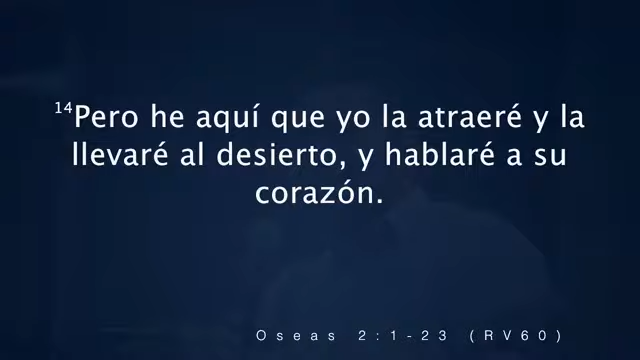 14Pero he aquí que yo la atraeré y la
llevaré al desierto, y hablaré a su
corazón.
Oseas 2:1-23 (RV60)